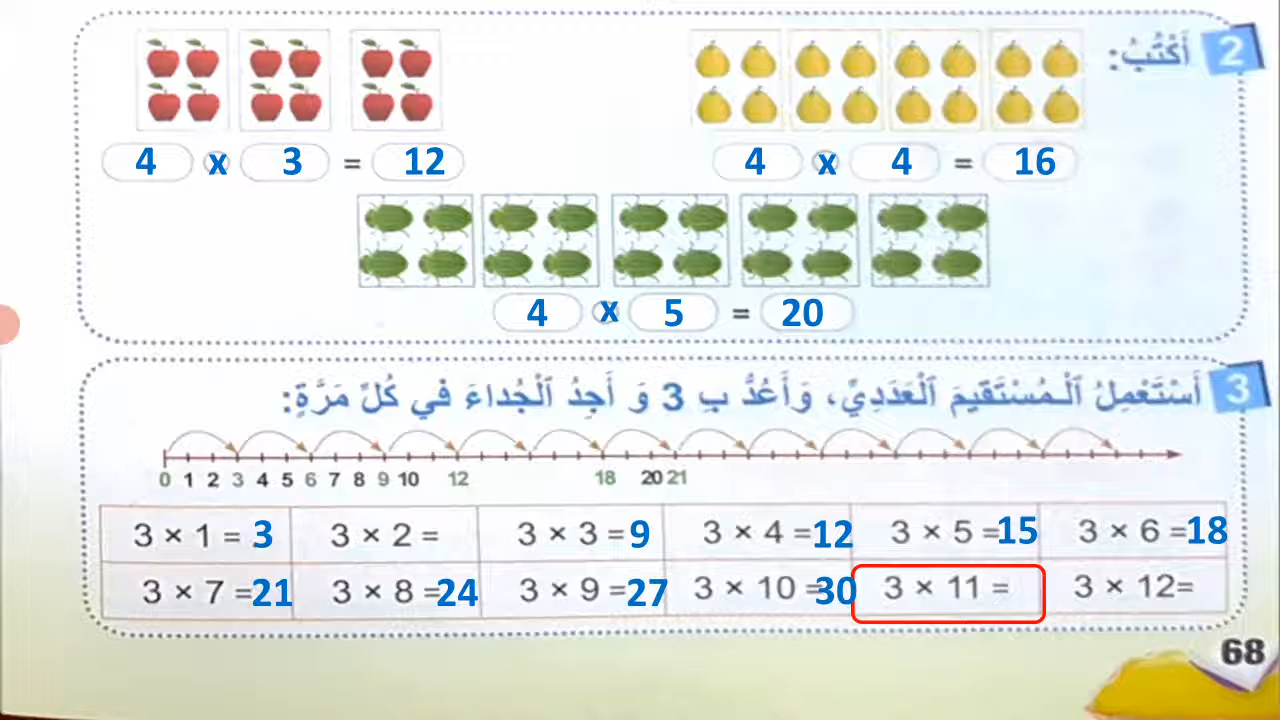 2 أَكْتُبُ:
4 x 3 = 12
4 x 4 = 16
4 x 5 = 20
3 أَسْتَعْمِلُ ٱلْـمُسْتَقيمَ ٱلْعَدَدِيَّ، وَأَعُدُّ بِ 3 وَ أَجِدُ ٱلْجُداءَ في كُلِّ مَرَّةٍ:
0 1 2 3 4 5 6 7 8 9 10 12 18 20 21
3 × 1 = 3 3 × 2 = 3 × 3 = 9 3 × 4 = 12 3 × 5 = 15 3 × 6 = 18
3 × 7 = 21 3 × 8 = 24 3 × 9 = 27 3 × 10 = 30 3 × 11 = 3 × 12=
68